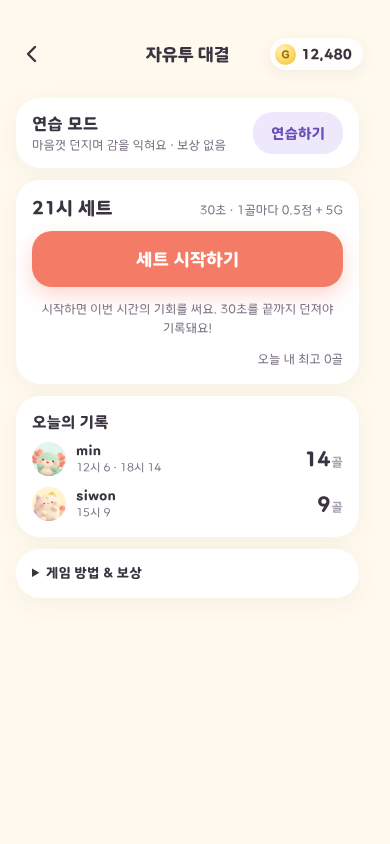 자유투 대결
G 12,480
연습 모드
마음껏 던지며 감을 익혀요 · 보상 없음
연습하기
21시 세트
30초 · 1골마다 0.5점 + 5G
세트 시작하기
시작하면 이번 시간의 기회를 써요. 30초를 끝까지 던져야
기록돼요!
오늘 내 최고 0골
오늘의 기록
min
12시 6 · 18시 14
14골
siwon
15시 9
9골
▶ 게임 방법 & 보상